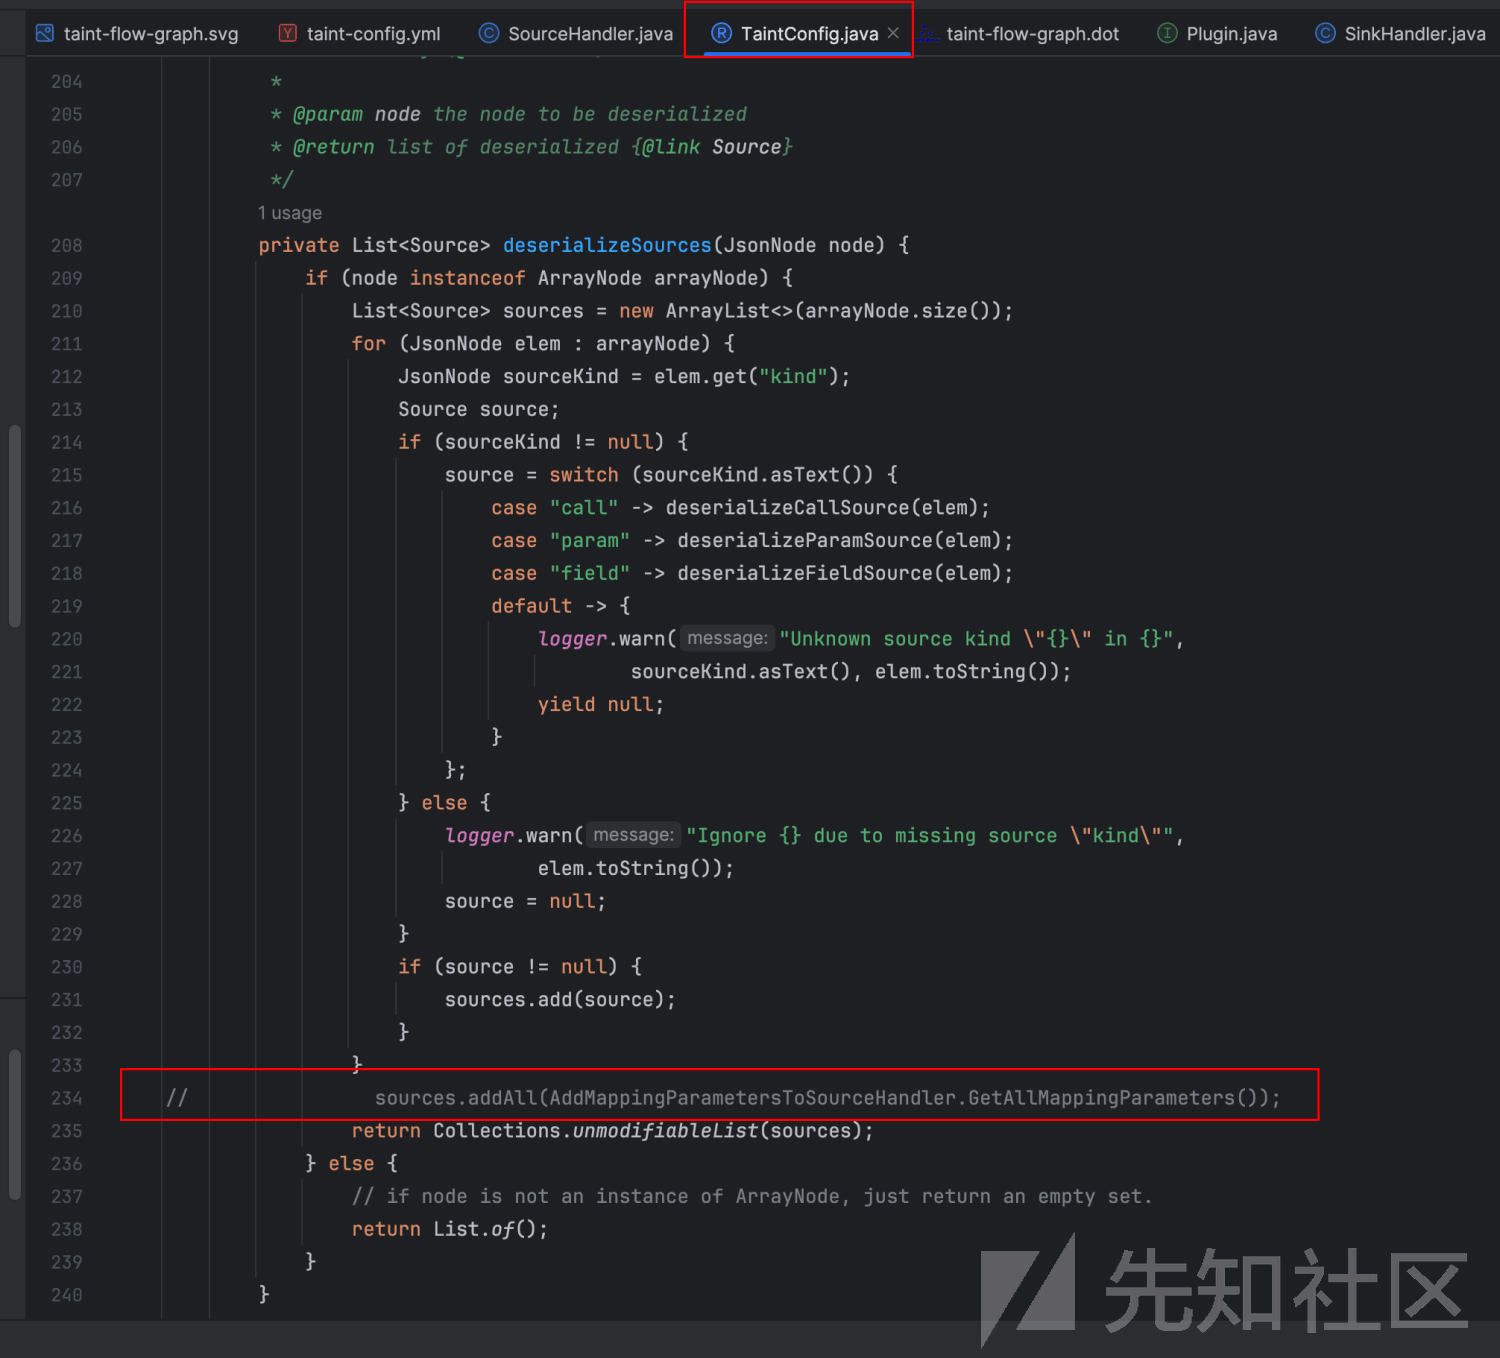 taint-flow-graph.svg taint-config.yml SourceHandler.java TaintConfig.java taint-flow-graph.dot Plugin.java SinkHandler.java
204 *
205 * @param node the node to be deserialized
206 * @return list of deserialized {@link Source}
207 */
1 usage
208 private List<Source> deserializeSources(JsonNode node) {
209 if (node instanceof ArrayNode arrayNode) {
210 List<Source> sources = new ArrayList<>(arrayNode.size());
211 for (JsonNode elem : arrayNode) {
212 JsonNode sourceKind = elem.get("kind");
213 Source source;
214 if (sourceKind != null) {
215 source = switch (sourceKind.asText()) {
216 case "call" -> deserializeCallSource(elem);
217 case "param" -> deserializeParamSource(elem);
218 case "field" -> deserializeFieldSource(elem);
219 default -> {
220 logger.warn( message: "Unknown source kind \"{}\" in {}",
221 sourceKind.asText(), elem.toString());
222 yield null;
223 }
224 };
225 } else {
226 logger.warn( message: "Ignore {} due to missing source \"kind\"",
227 elem.toString());
228 source = null;
229 }
230 if (source != null) {
231 sources.add(source);
232 }
233 }
234 // sources.addAll(AddMappingParametersToSourceHandler.GetAllMappingParameters());
235 return Collections.unmodifiableList(sources);
236 } else {
237 // if node is not an instance of ArrayNode, just return an empty set.
238 return List.of();
239 }
240 }
先知社区